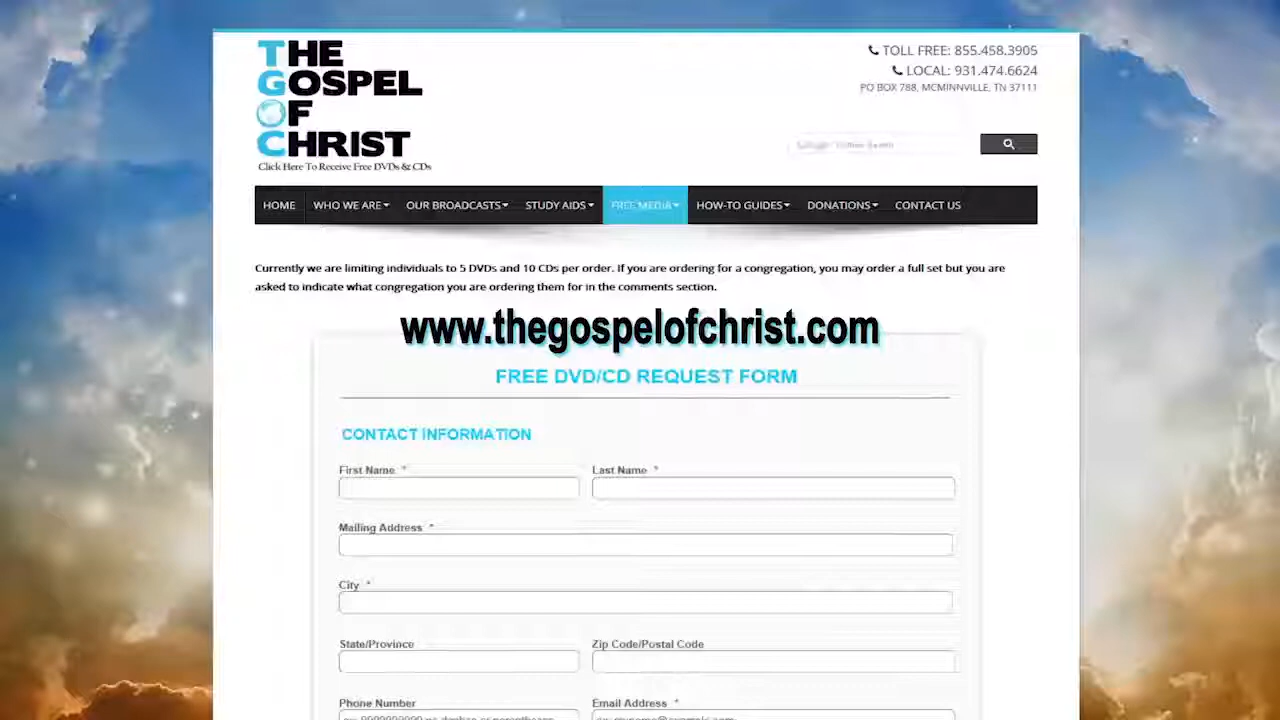 THE
GOSPEL
OF
CHRIST
Click Here To Receive Free DVDs & CDs
TOLL FREE: 855.458.3905
LOCAL: 931.474.6624
PO BOX 788, MCMINNVILLE, TN 37111
HOME WHO WE ARE OUR BROADCASTS STUDY AIDS FREE MEDIA HOW-TO GUIDES DONATIONS CONTACT US
Currently we are limiting individuals to 5 DVDs and 10 CDs per order. If you are ordering for a congregation, you may order a full set but you are
asked to indicate what congregation you are ordering them for in the comments section.
www.thegospelofchrist.com
FREE DVD/CD REQUEST FORM
CONTACT INFORMATION
First Name * Last Name *
Mailing Address *
City *
State/Province Zip Code/Postal Code
Phone Number Email Address *